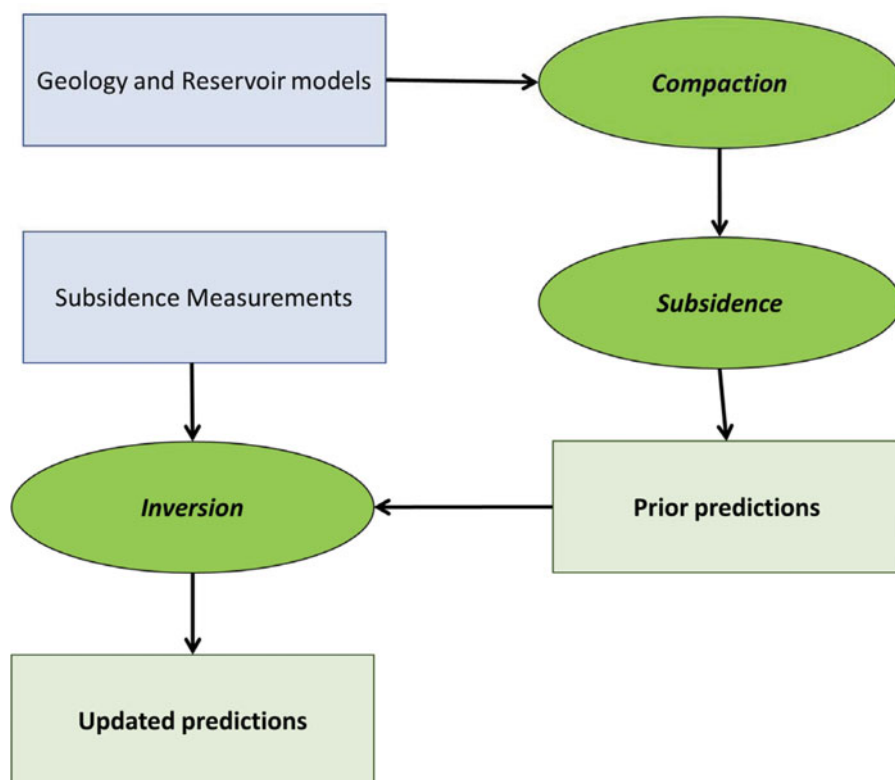 Geology and Reservoir models
Compaction
Subsidence Measurements
Subsidence
Inversion
Prior predictions
Updated predictions